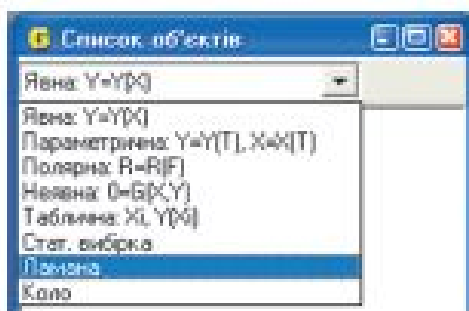 G Список об'єктів
Явна: Y=Y(X)
Явна: Y=Y(X)
Параметрична: Y=Y(T), X=X(T)
Полярна: R=R(F)
Неявна: 0=G(X,Y)
Таблична: Xi, Y(Xi)
Стат. вибірка
Ламана
Коло